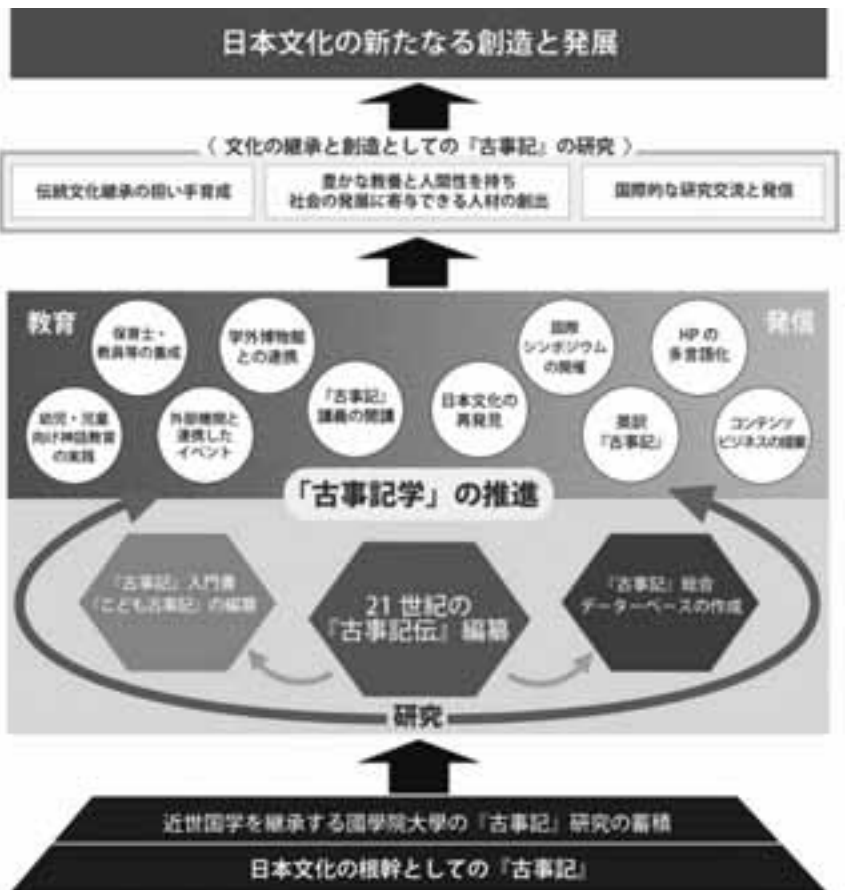 日本文化の新たなる創造と発展
〈 文化の継承と創造としての『古事記』の研究 〉
伝統文化継承の担い手育成
豊かな教養と人間性を持ち
社会の発展に寄与できる人材の創出
国際的な研究交流と発信
教育
発信
保育士・
教員等の養成
学外博物館
との連携
国際
シンポジウム
の開催
HPの
多言語化
幼児・児童
向け神話教育
の実践
外部機関と
連携した
イベント
『古事記』
講義の開講
日本文化の
再発見
英訳
『古事記』
コンテンツ
ビジネスの提案
「古事記学」の推進
『古事記』入門書
『こども古事記』の編纂
21世紀の
『古事記伝』編纂
『古事記』総合
データーベースの作成
研究
近世国学を継承する國學院大學の『古事記』研究の蓄積
日本文化の根幹としての『古事記』